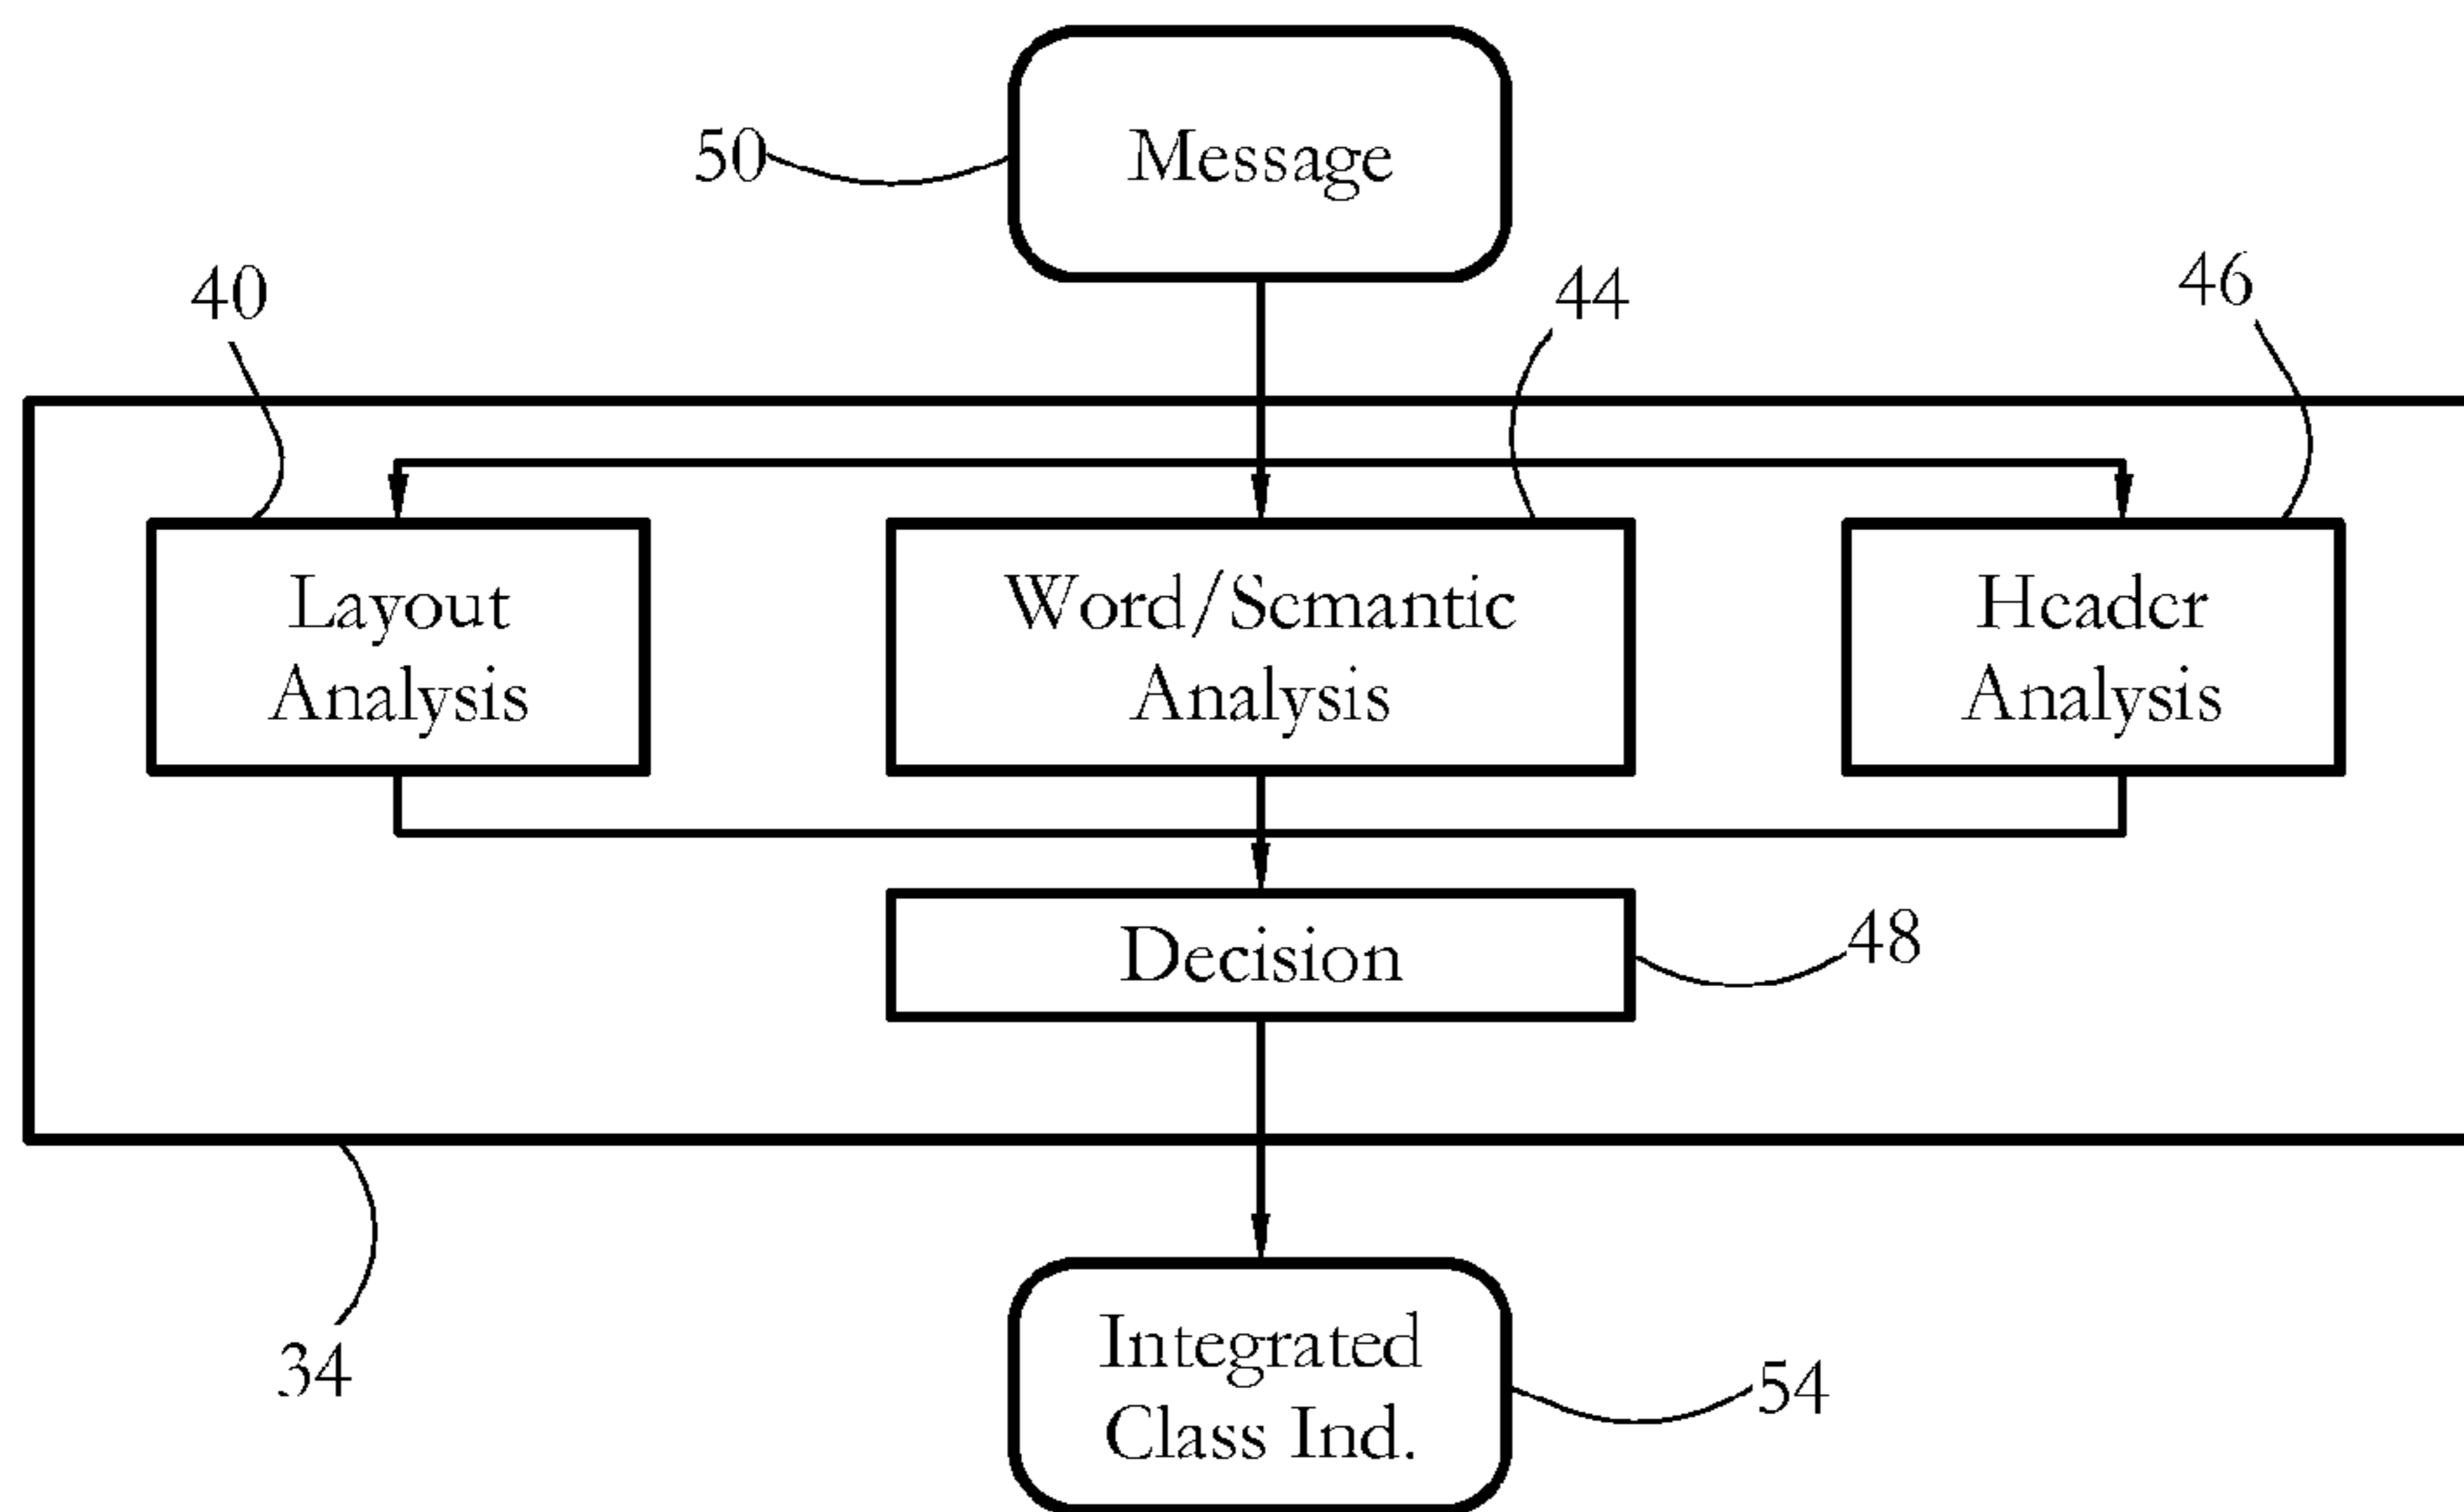 Message
50
40
44
46
Layout
Analysis
Word/Semantic
Analysis
Header
Analysis
Decision
48
34
Integrated
Class Ind.
54